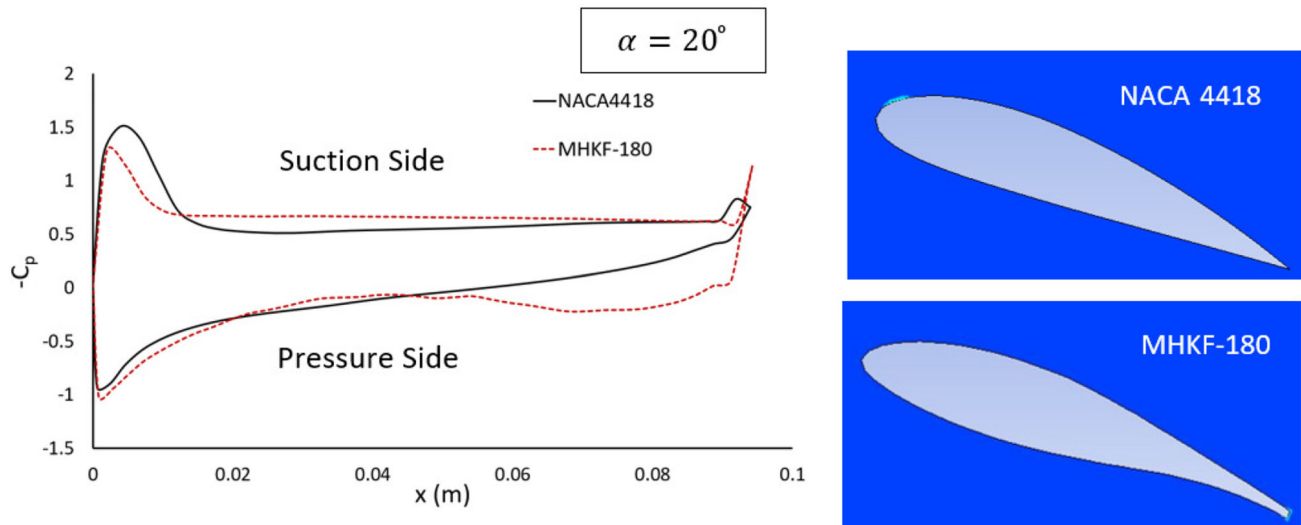 α = 20°
2
1.5
1
0.5
0
-0.5
-1
-1.5
-Cₚ
NACA4418
MHKF-180
Suction Side
Pressure Side
0
0.02
0.04
0.06
0.08
0.1
x (m)
NACA 4418
MHKF-180